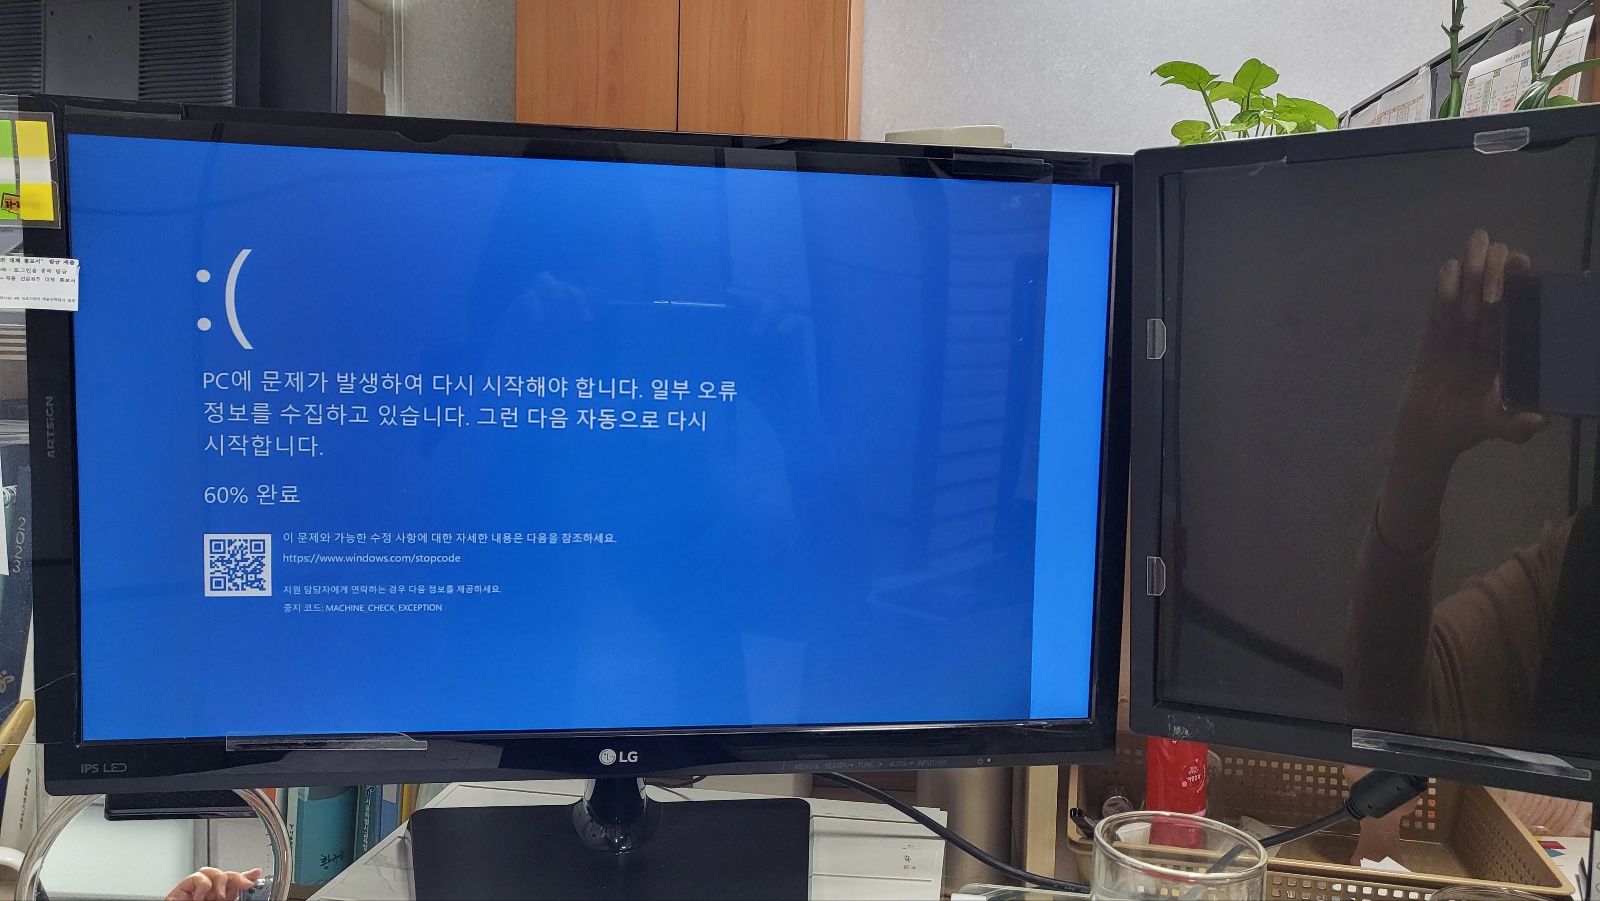 :(
PC에 문제가 발생하여 다시 시작해야 합니다. 일부 오류
정보를 수집하고 있습니다. 그런 다음 자동으로 다시
시작합니다.
60% 완료
이 문제와 가능한 수정 사항에 대한 자세한 내용은 다음을 참조하세요.
https://www.windows.com/stopcode
지원 담당자에게 연락하는 경우 다음 정보를 제공하세요.
중지 코드: MACHINE_CHECK_EXCEPTION
ARTSIGN
2023
IPS LED
LG